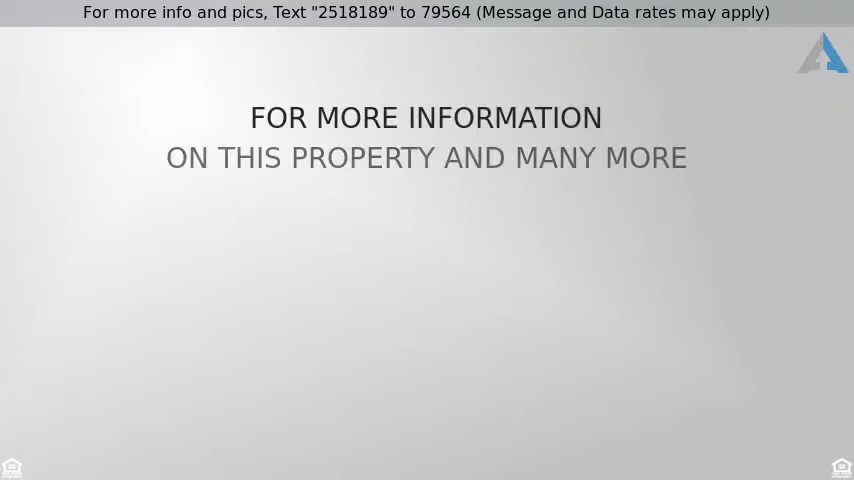 For more info and pics, Text "2518189" to 79564 (Message and Data rates may apply)
FOR MORE INFORMATION
ON THIS PROPERTY AND MANY MORE